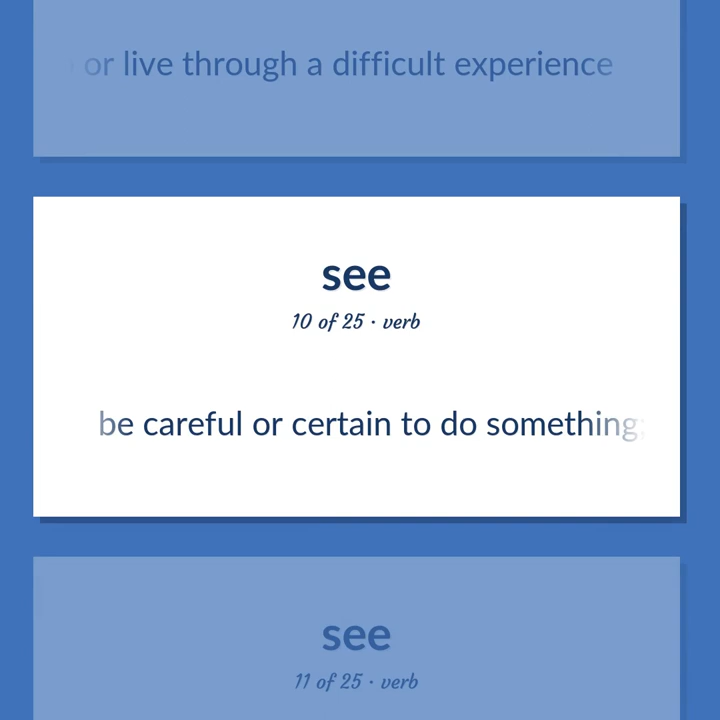 or live through a difficult experience
see
10 of 25 · verb
be careful or certain to do something;
see
11 of 25 · verb